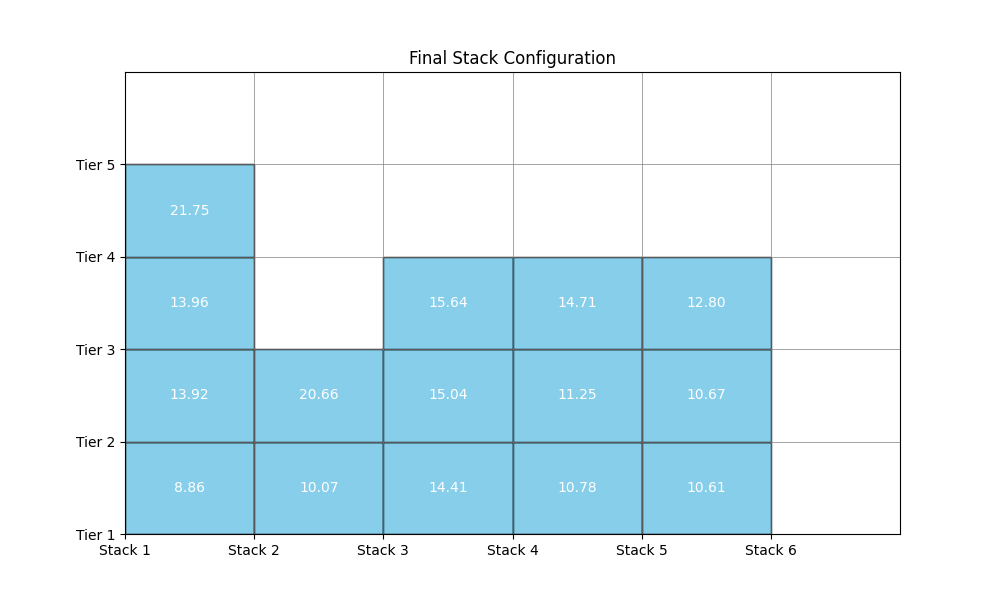 Final Stack Configuration
Tier 5
21.75
Tier 4
13.96 15.64 14.71 12.80
Tier 3
13.92 20.66 15.04 11.25 10.67
Tier 2
8.86 10.07 14.41 10.78 10.61
Tier 1
Stack 1 Stack 2 Stack 3 Stack 4 Stack 5 Stack 6